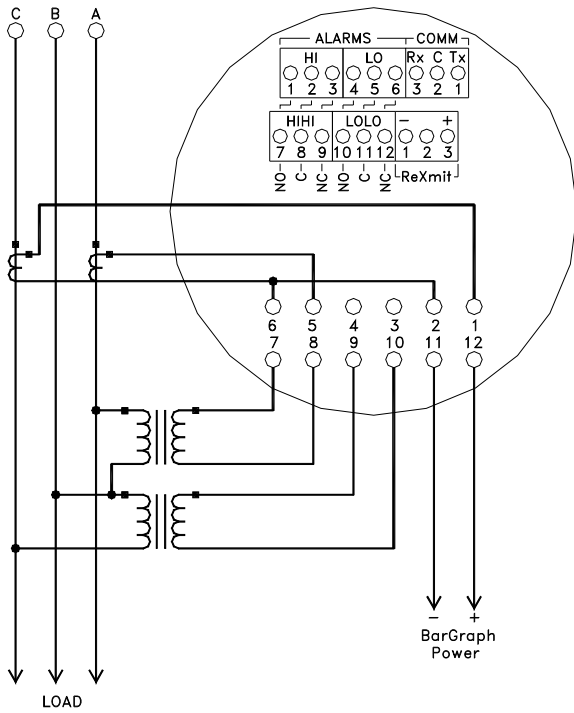 C B A
ALARMS COMM
HI LO Rx C Tx
1 2 3 4 5 6 3 2 1
HIHI LOLO - +
7 8 9 10 11 12 1 2 3
NO C NC NO C NC ReXmit
6 5 4 3 2 1
7 8 9 10 11 12
- +
BarGraph
Power
LOAD